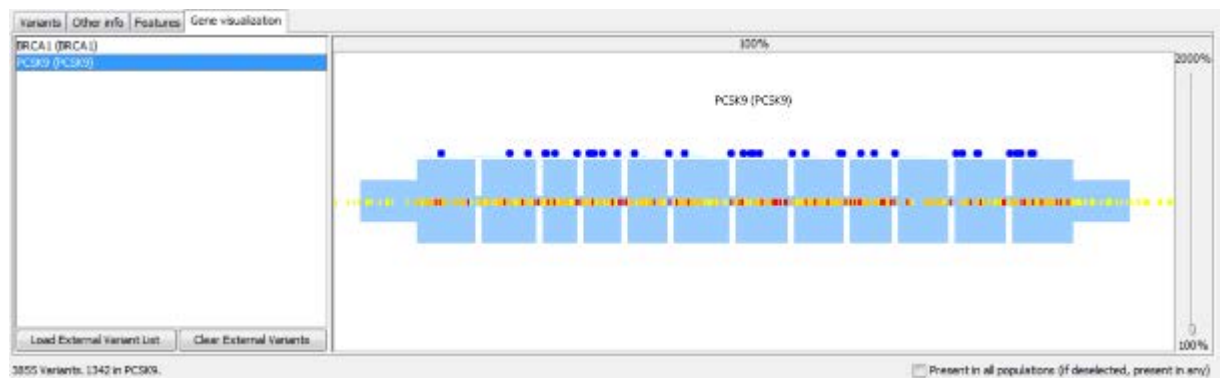 Variants Other info Features Gene visualization
BRCA1 (BRCA1)
PCSK9 (PCSK9)
100%
2000%
PCSK9 (PCSK9)
Load External Variant List Clear External Variants
100%
3855 Variants. 1342 in PCSK9.
Present in all populations (if deselected, present in any)